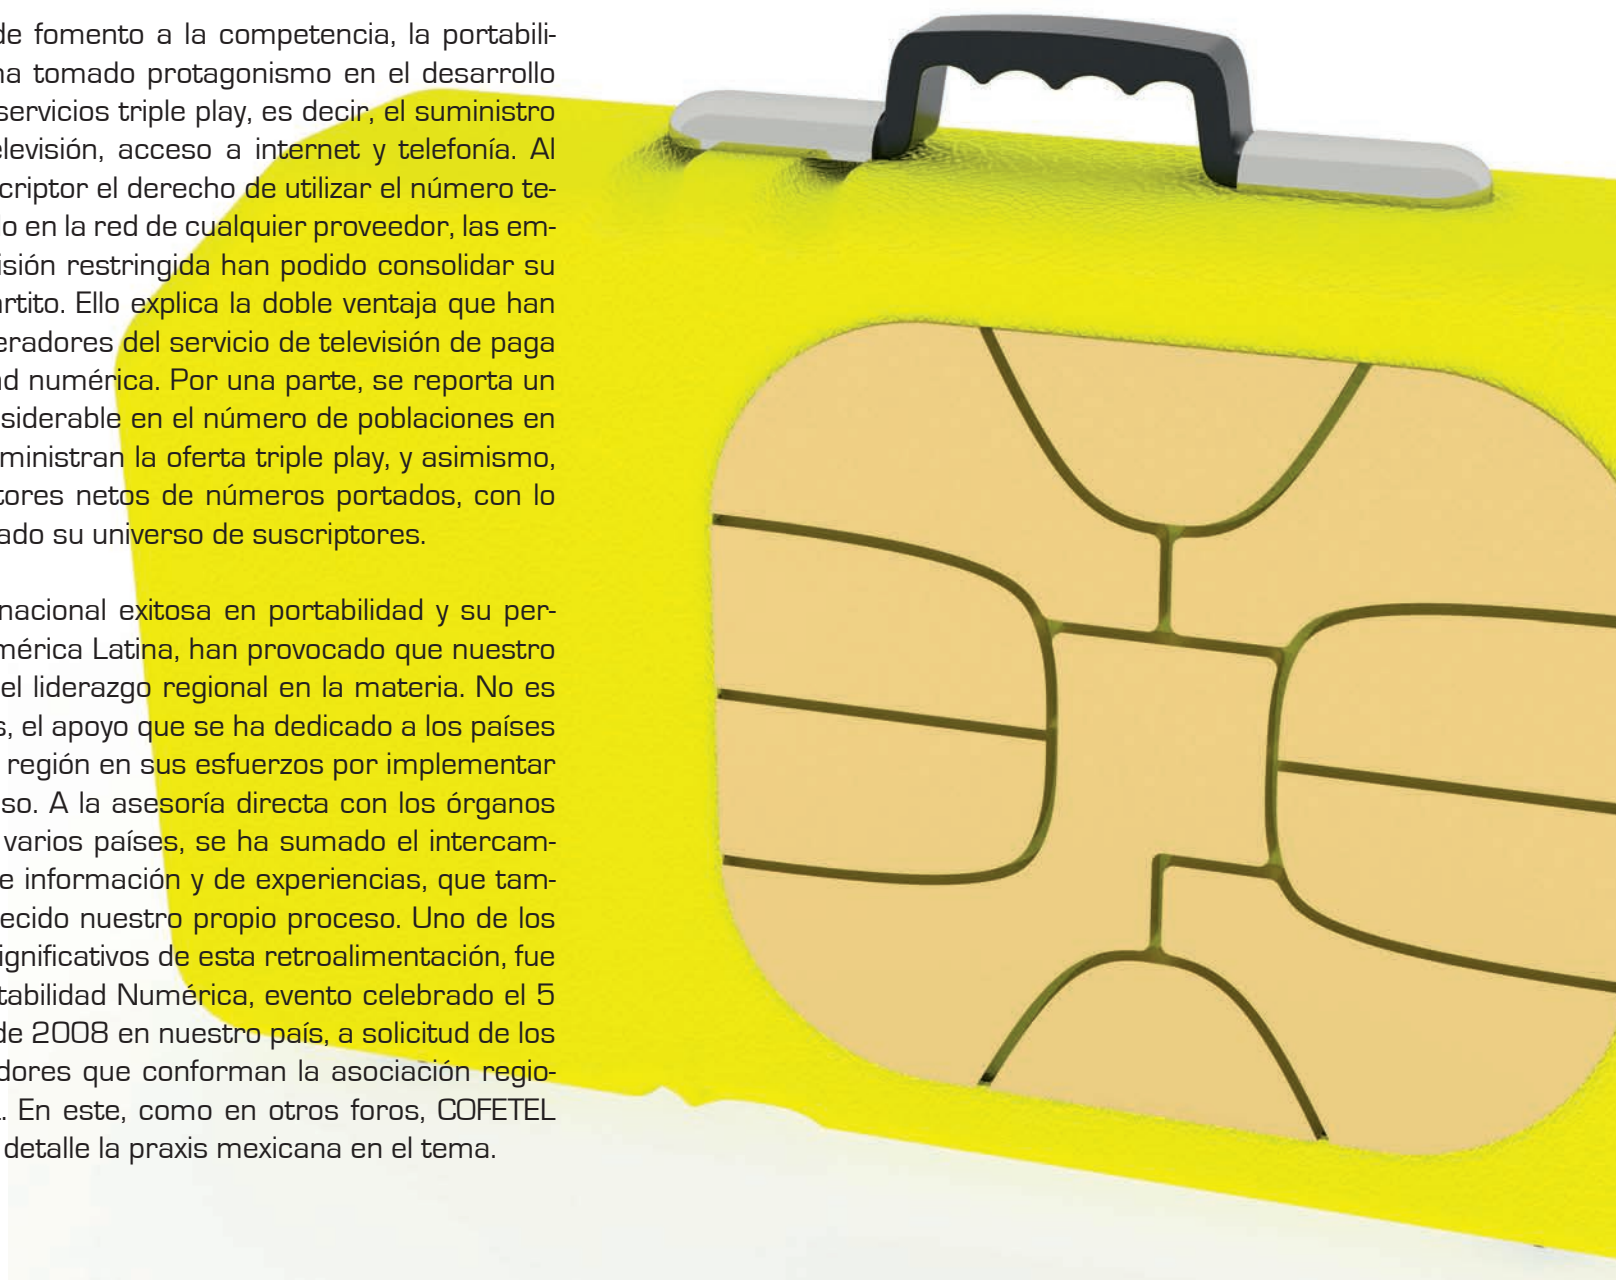 de fomento a la competencia, la portabili-
ha tomado protagonismo en el desarrollo
servicios triple play, es decir, el suministro
elevisión, acceso a internet y telefonía. Al
criptor el derecho de utilizar el número te-
o en la red de cualquier proveedor, las em-
isión restringida han podido consolidar su
artito. Ello explica la doble ventaja que han
eradores del servicio de televisión de paga
ad numérica. Por una parte, se reporta un
siderable en el número de poblaciones en
ministran la oferta triple play, y asimismo,
tores netos de números portados, con lo
ado su universo de suscriptores.
nacional exitosa en portabilidad y su per-
mérica Latina, han provocado que nuestro
el liderazgo regional en la materia. No es
s, el apoyo que se ha dedicado a los países
región en sus esfuerzos por implementar
so. A la asesoría directa con los órganos
varios países, se ha sumado el intercam-
e información y de experiencias, que tam-
ecido nuestro propio proceso. Uno de los
ignificativos de esta retroalimentación, fue
tabilidad Numérica, evento celebrado el 5
de 2008 en nuestro país, a solicitud de los
dores que conforman la asociación regio-
. En este, como en otros foros, COFETEL
detalle la praxis mexicana en el tema.